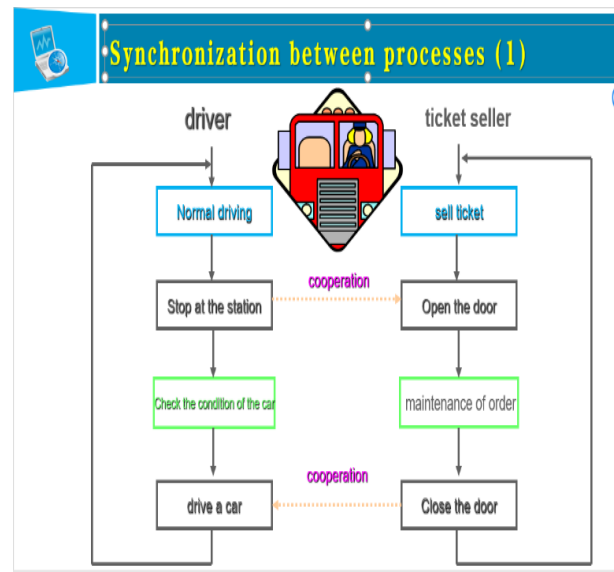 Synchronization between processes (1)
driver
ticket seller
Normal driving
sell ticket
cooperation
Stop at the station
Open the door
Check the condition of the car
maintenance of order
cooperation
drive a car
Close the door